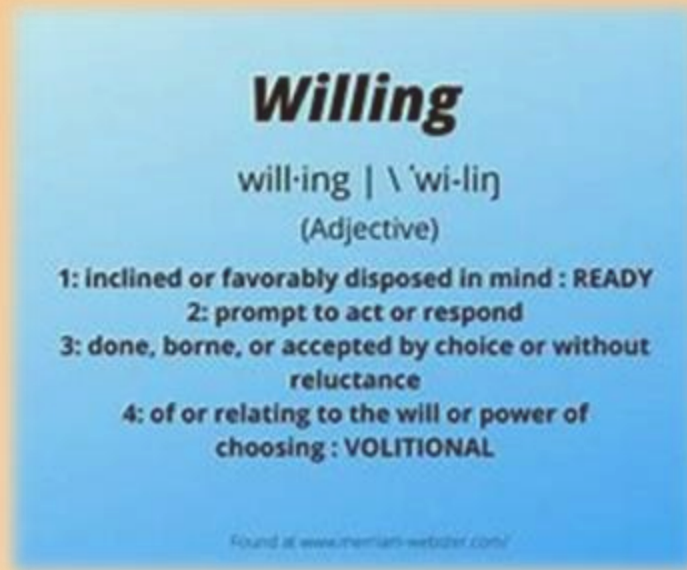 Willing
will·ing | \ ˈwi-liŋ
(Adjective)
1: inclined or favorably disposed in mind : READY
2: prompt to act or respond
3: done, borne, or accepted by choice or without
reluctance
4: of or relating to the will or power of
choosing : VOLITIONAL
Found at www.merriam-webster.com/